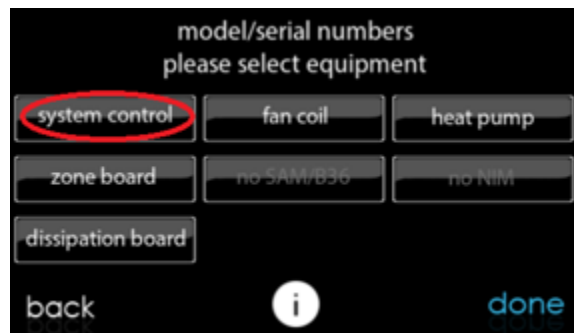 model/serial numbers
please select equipment
system control fan coil heat pump
zone board no SAM/B36 no NIM
dissipation board
back i done